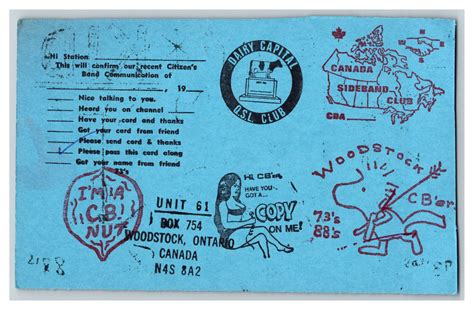 Hi Station
This will confirm our recent Citizen's
Band Communication of
, 19
Nice talking to you.
Heard you on channel
Have your card and thanks
Got your card from friend
Please send card & thanks
Please pass this card along
Got your name from friend
73's
I'M A
C.B.
NUT
UNIT 61
BOX 754
WOODSTOCK, ONTARIO
CANADA
N4S 8A2
DAIRY CAPITAL
Q.S.L. CLUB
HI, CB'er.
HAVE YOU
GOT A...
COPY
ON ME!
CANADA
SIDEBAND
CLUB
CBA
WOODSTOCK
CB'er.
73's
88's